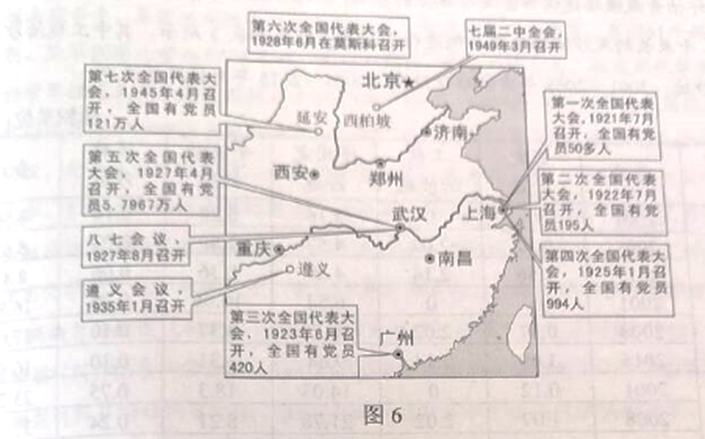 第六次全国代表大会，
1928年6月在莫斯科召开
七届二中全会，
1949年3月召开
第七次全国代表大
会，1945年4月召
开，全国有党员
121万人
北京
延安
西柏坡
济南
第一次全国代表
大会，1921年7月
召开，全国有党
员50多人
第五次全国代表
大会，1927年4月
召开，全国有党
员5.7967万人
西安
郑州
第二次全国代表
大会，1922年7月
召开，全国有党
员195人
武汉
上海
八七会议，
1927年8月召开
重庆
南昌
遵义
第四次全国代表大
会，1925年1月召
开，全国有党员
994人
遵义会议，
1935年1月召开
第三次全国代表大
会，1923年6月召
开，全国有党员
420人
广州
图6